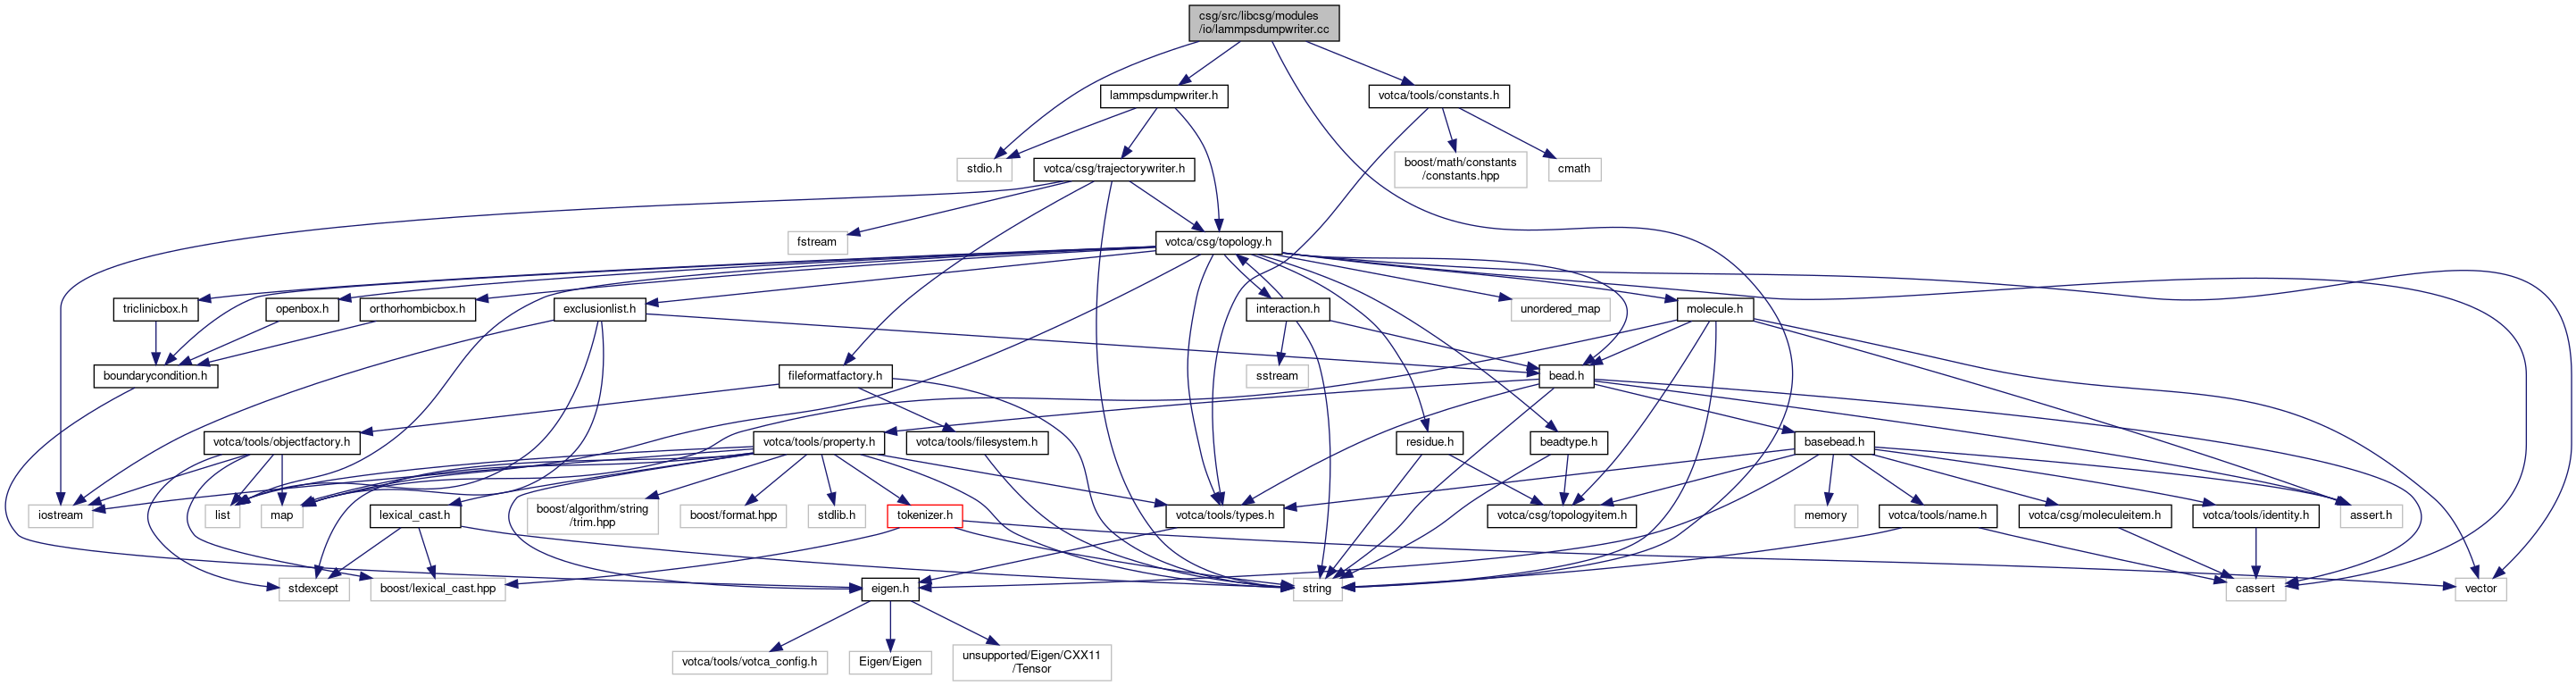 csg/src/libcsg/modules
/io/lammpsdumpwriter.cc
lammpsdumpwriter.h
votca/tools/constants.h
stdio.h
votca/csg/trajectorywriter.h
boost/math/constants
/constants.hpp
cmath
fstream
votca/csg/topology.h
triclinicbox.h
openbox.h
orthorhombicbox.h
exclusionlist.h
interaction.h
unordered_map
molecule.h
boundarycondition.h
fileformatfactory.h
sstream
bead.h
votca/tools/objectfactory.h
votca/tools/property.h
votca/tools/filesystem.h
residue.h
beadtype.h
basebead.h
iostream
list
map
lexical_cast.h
boost/algorithm/string
/trim.hpp
boost/format.hpp
stdlib.h
tokenizer.h
votca/tools/types.h
votca/csg/topologyitem.h
memory
votca/tools/name.h
votca/csg/moleculeitem.h
votca/tools/identity.h
assert.h
stdexcept
boost/lexical_cast.hpp
eigen.h
string
cassert
vector
votca/tools/votca_config.h
Eigen/Eigen
unsupported/Eigen/CXX11
/Tensor